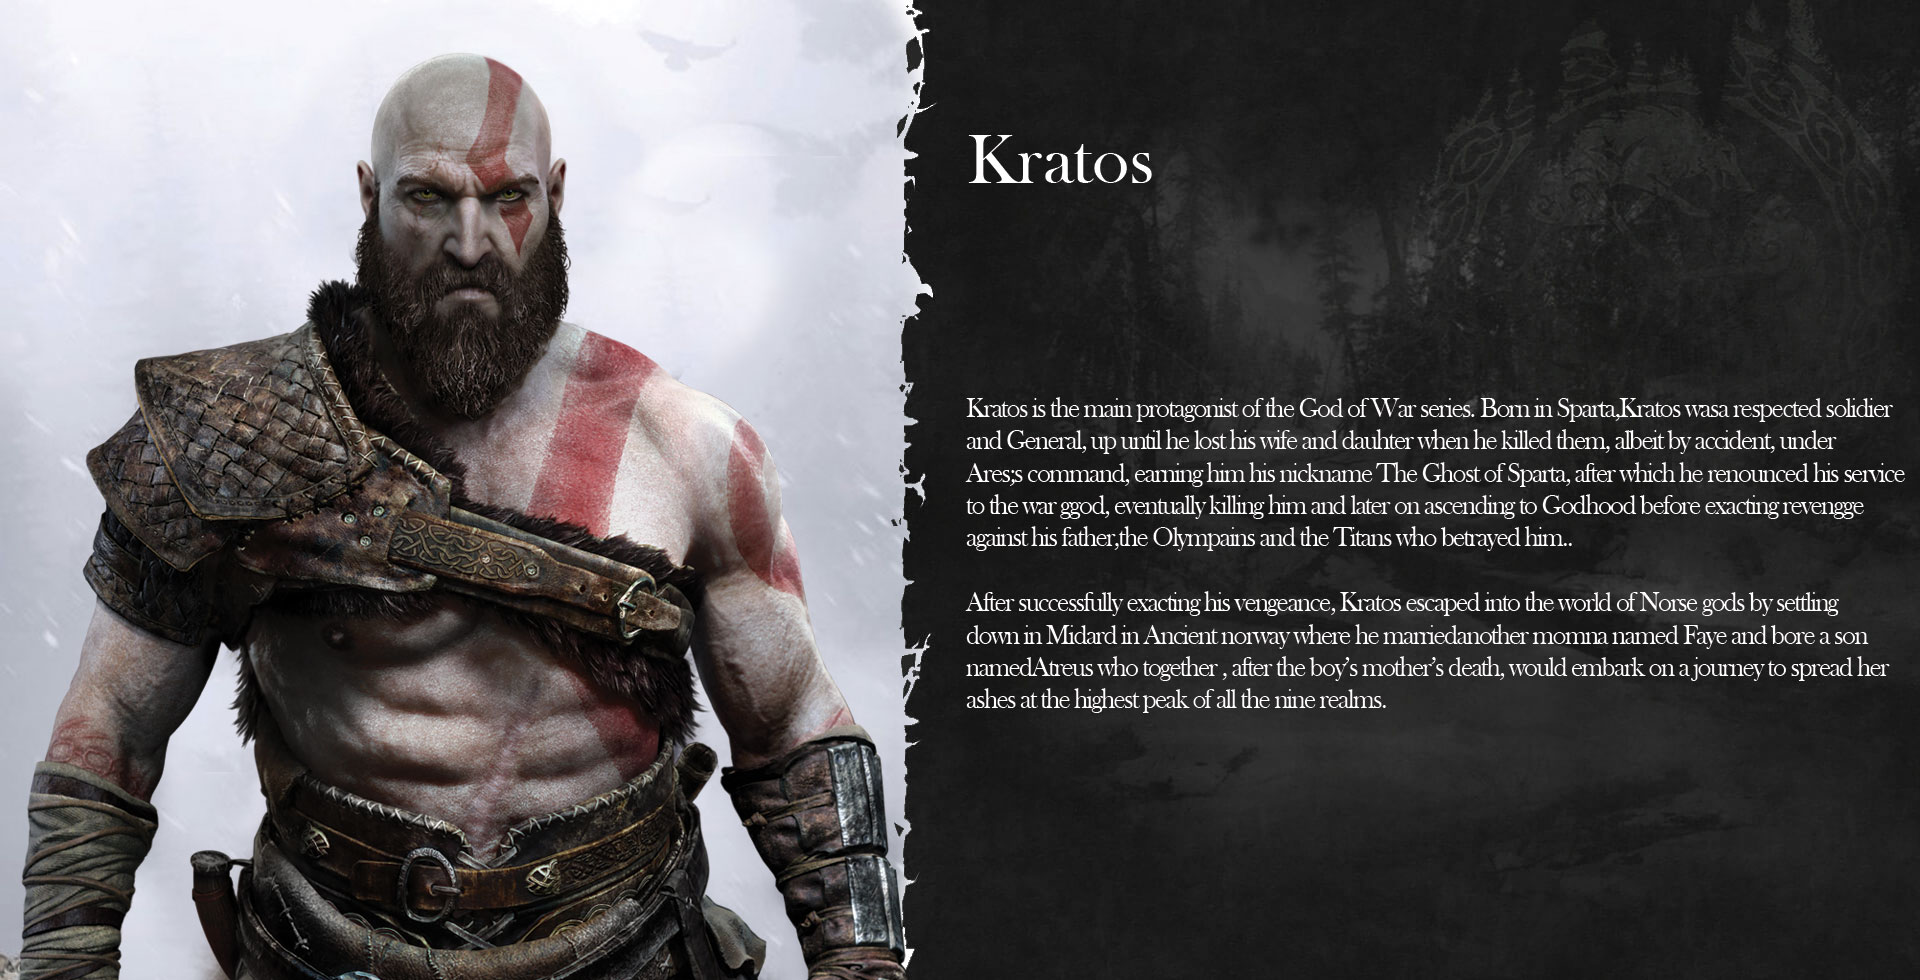 Kratos
Kratos is the main protagonist of the God of War series. Born in Sparta,Kratos wasa respected solidier
and General, up until he lost his wife and dauhter when he killed them, albeit by accident, under
Ares;s command, earning him his nickname The Ghost of Sparta, after which he renounced his service
to the war ggod, eventually killing him and later on ascending to Godhood before exacting revengge
against his father,the Olympains and the Titans who betrayed him..
After successfully exacting his vengeance, Kratos escaped into the world of Norse gods by settling
down in Midard in Ancient norway where he marriedanother momna named Faye and bore a son
namedAtreus who together , after the boy’s mother’s death, would embark on a journey to spread her
ashes at the highest peak of all the nine realms.